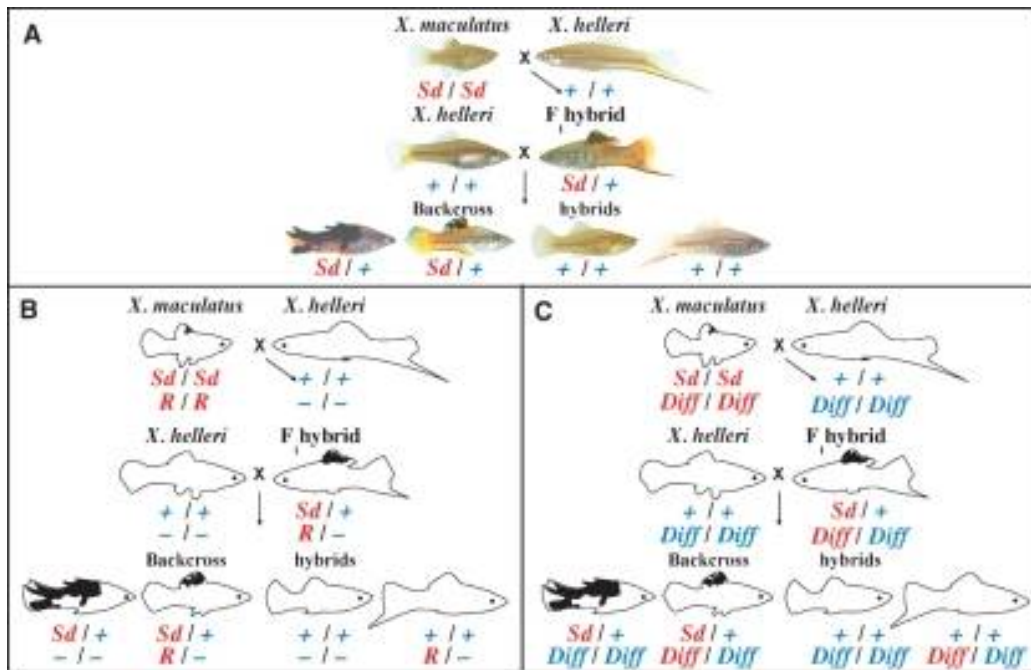 A
X. maculatus X. helleri
X
Sd / Sd + / +
X. helleri F hybrid
X
+ / + Sd / +
Backcross hybrids
Sd / + Sd / + + / + + / +
B
X. maculatus X. helleri
X
Sd / Sd + / +
R / R – / –
X. helleri F hybrid
X
+ / + Sd / +
– / – R / –
Backcross hybrids
Sd / + Sd / + + / + + / +
– / – R / – – / – R / –
C
X. maculatus X. helleri
X
Sd / Sd + / +
Diff / Diff Diff / Diff
X. helleri F hybrid
X
+ / + Sd / +
Diff / Diff Diff / Diff
Backcross hybrids
Sd / + Sd / + + / + + / +
Diff / Diff Diff / Diff Diff / Diff Diff / Diff